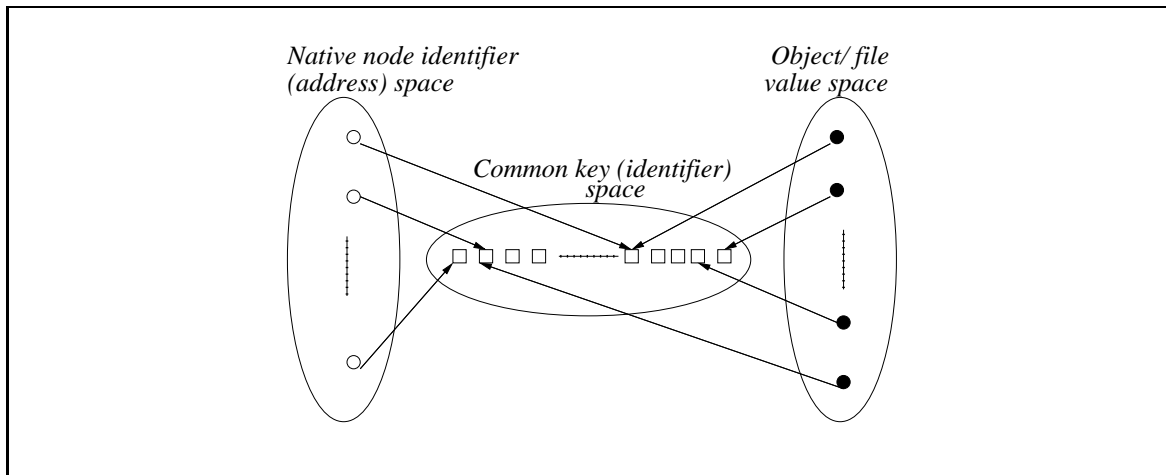 Native node identifier
(address) space
Object/ file
value space
Common key (identifier)
space